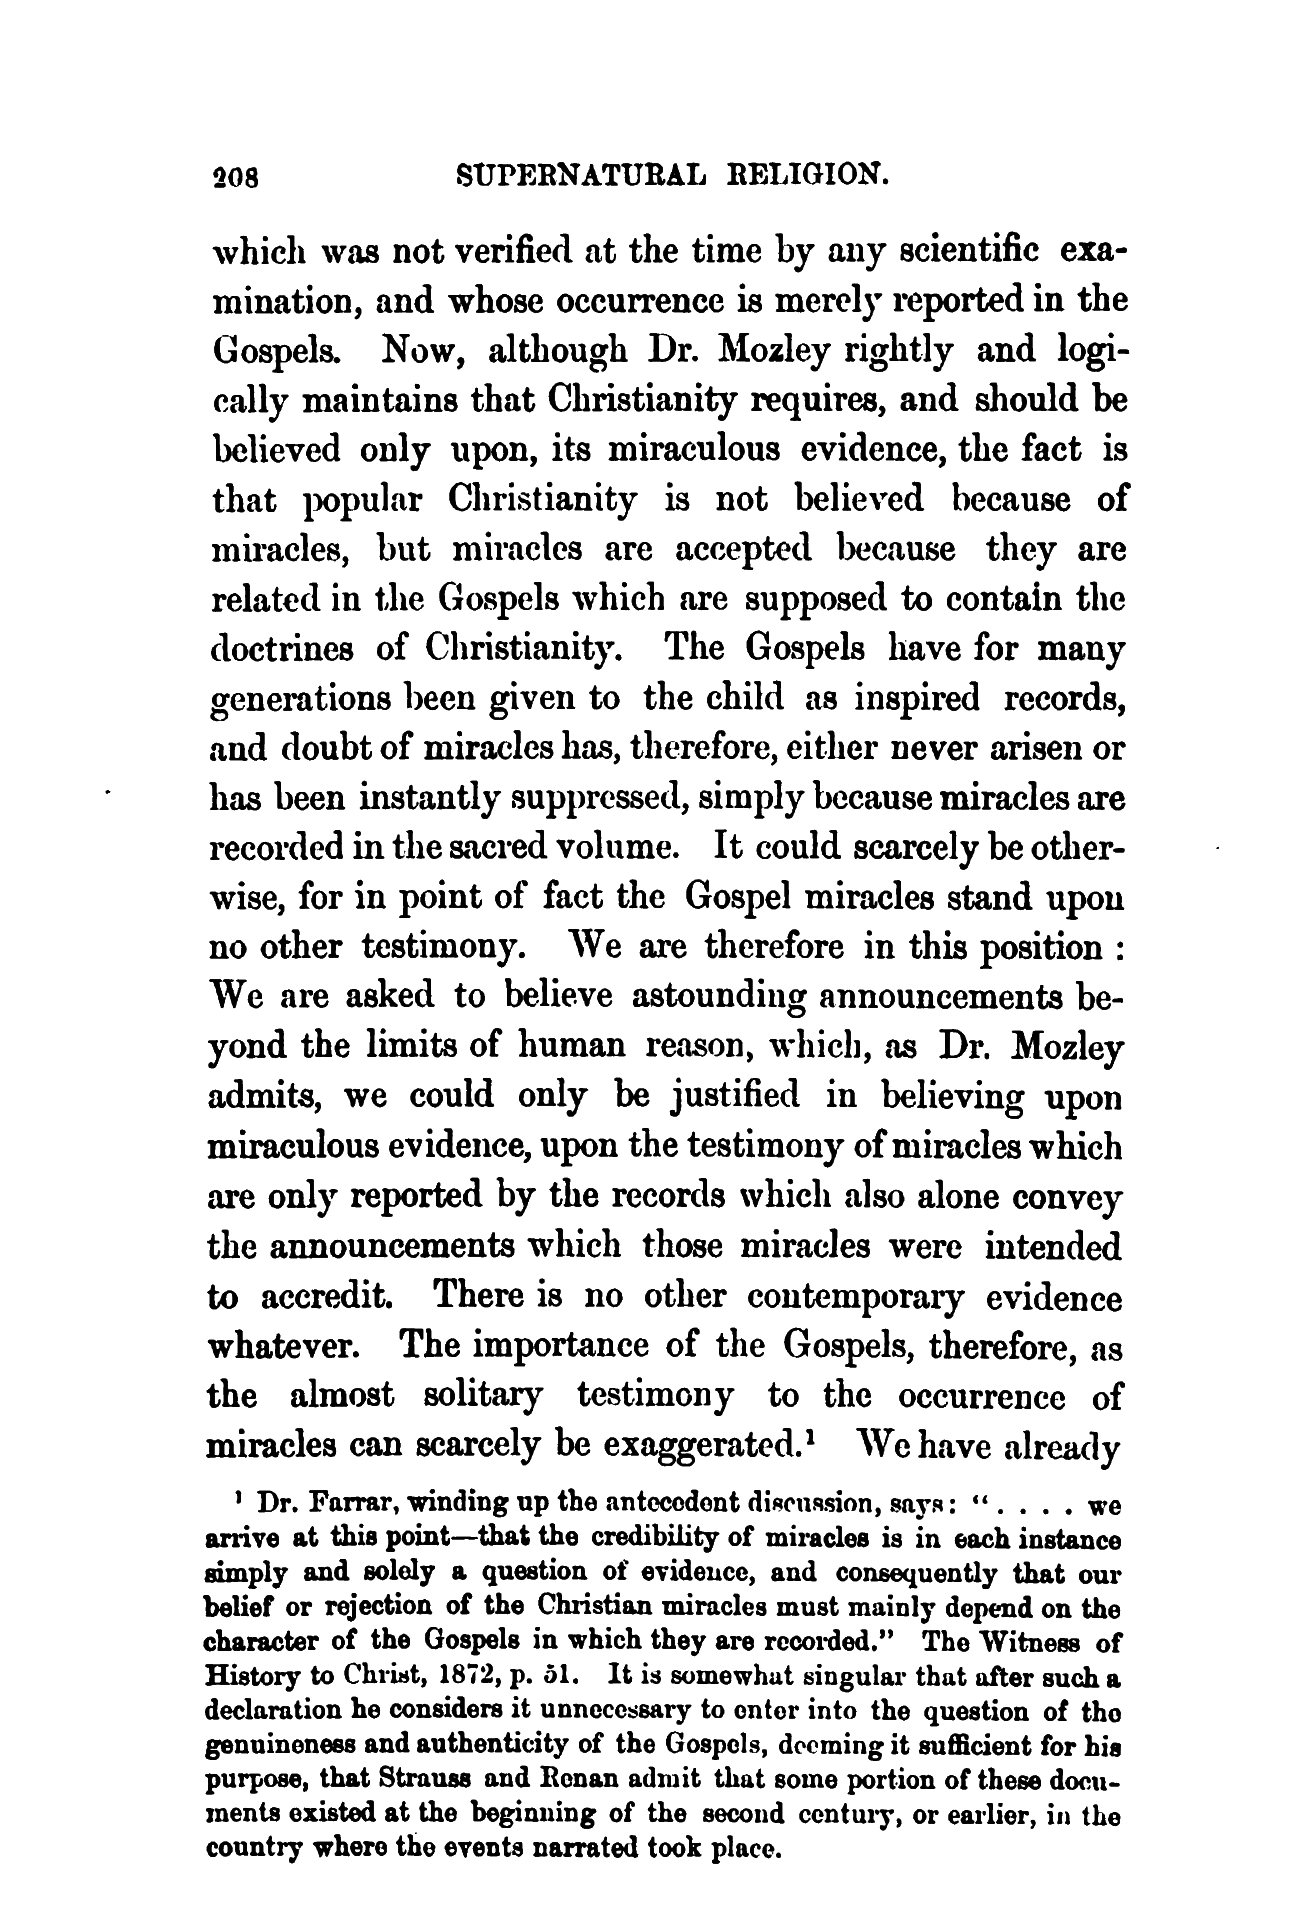 208 SUPERNATURAL RELIGION.
which was not verified at the time by any scientific exa-
mination, and whose occurrence is merely reported in the
Gospels. Now, although Dr. Mozley rightly and logi-
cally maintains that Christianity requires, and should be
believed only upon, its miraculous evidence, the fact is
that popular Christianity is not believed because of
miracles, but miracles are accepted because they are
related in the Gospels which are supposed to contain the
doctrines of Christianity. The Gospels have for many
generations been given to the child as inspired records,
and doubt of miracles has, therefore, either never arisen or
has been instantly suppressed, simply because miracles are
recorded in the sacred volume. It could scarcely be other-
wise, for in point of fact the Gospel miracles stand upon
no other testimony. We are therefore in this position :
We are asked to believe astounding announcements be-
yond the limits of human reason, which, as Dr. Mozley
admits, we could only be justified in believing upon
miraculous evidence, upon the testimony of miracles which
are only reported by the records which also alone convey
the announcements which those miracles were intended
to accredit. There is no other contemporary evidence
whatever. The importance of the Gospels, therefore, as
the almost solitary testimony to the occurrence of
miracles can scarcely be exaggerated.¹ We have already
¹ Dr. Farrar, winding up the antecedent discussion, says: ". . . . we
arrive at this point—that the credibility of miracles is in each instance
simply and solely a question of evidence, and consequently that our
belief or rejection of the Christian miracles must mainly depend on the
character of the Gospels in which they are recorded." The Witness of
History to Christ, 1872, p. 51. It is somewhat singular that after such a
declaration he considers it unnecessary to enter into the question of the
genuineness and authenticity of the Gospels, deeming it sufficient for his
purpose, that Strauss and Renan admit that some portion of these docu-
ments existed at the beginning of the second century, or earlier, in the
country where the events narrated took place.